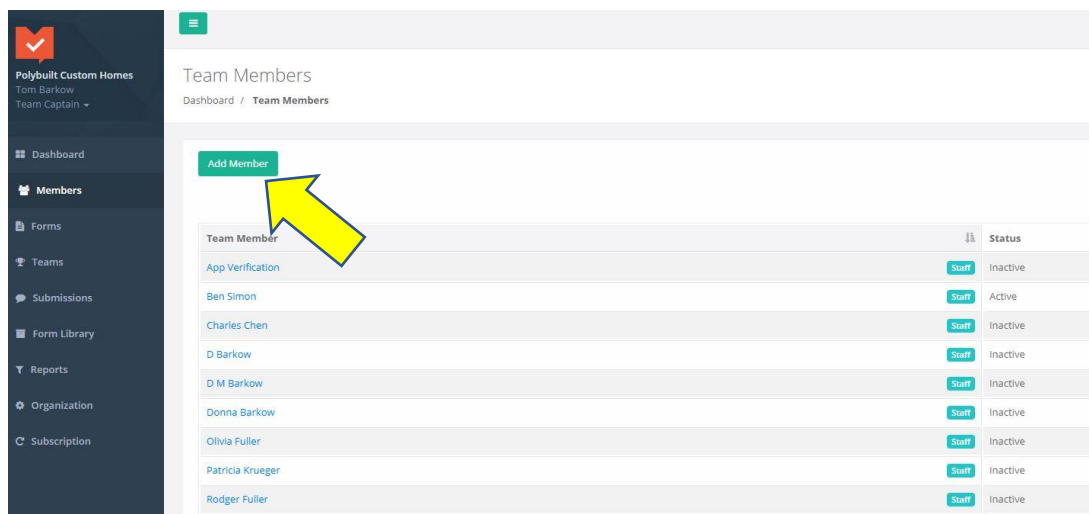 Polybuilt Custom Homes
Tom Barkow
Team Captain
Dashboard
Members
Forms
Teams
Submissions
Form Library
Reports
Organization
Subscription
Team Members
Dashboard / Team Members
Add Member
Team Member Status
App Verification Staff Inactive
Ben Simon Staff Active
Charles Chen Staff Inactive
D Barkow Staff Inactive
D M Barkow Staff Inactive
Donna Barkow Staff Inactive
Olivia Fuller Staff Inactive
Patricia Krueger Staff Inactive
Rodger Fuller Staff Inactive